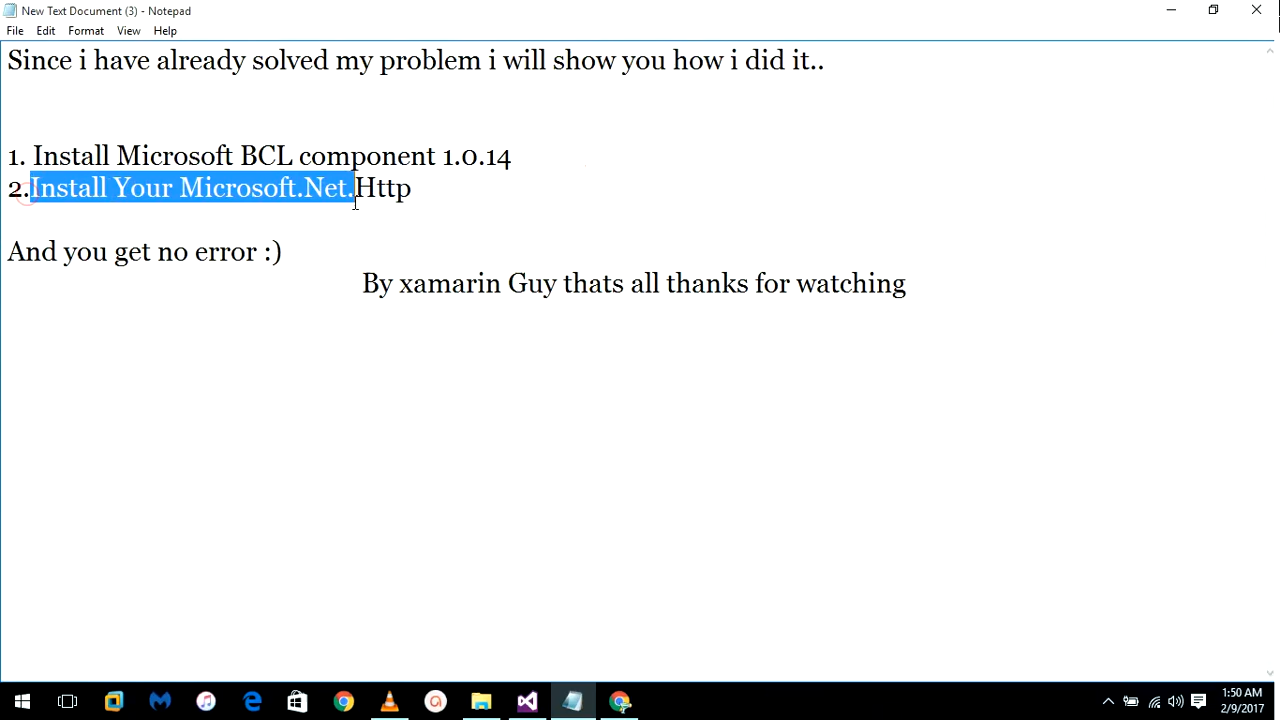 New Text Document (3) - Notepad
File Edit Format View Help
Since i have already solved my problem i will show you how i did it..
1. Install Microsoft BCL component 1.0.14
2.Install Your Microsoft.Net.Http
And you get no error :)
By xamarin Guy thats all thanks for watching
1:50 AM
2/9/2017